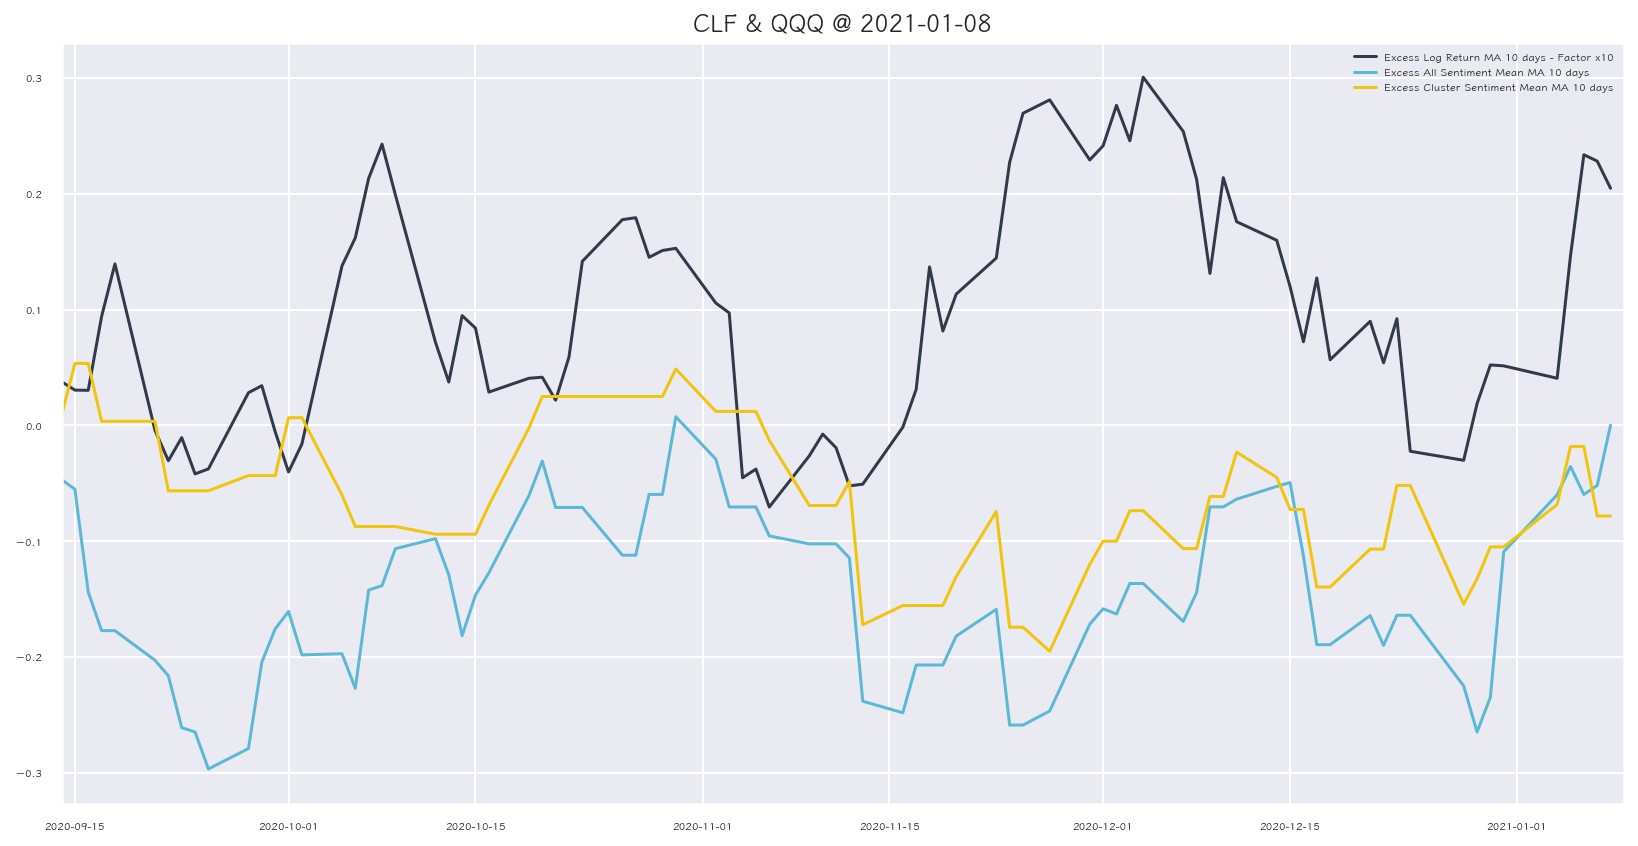 CLF & QQQ @ 2021-01-08
Excess Log Return MA 10 days - Factor x10
Excess All Sentiment Mean MA 10 days
Excess Cluster Sentiment Mean MA 10 days
0.3
0.2
0.1
0.0
−0.1
−0.2
−0.3
2020-09-15 2020-10-01 2020-10-15 2020-11-01 2020-11-15 2020-12-01 2020-12-15 2021-01-01